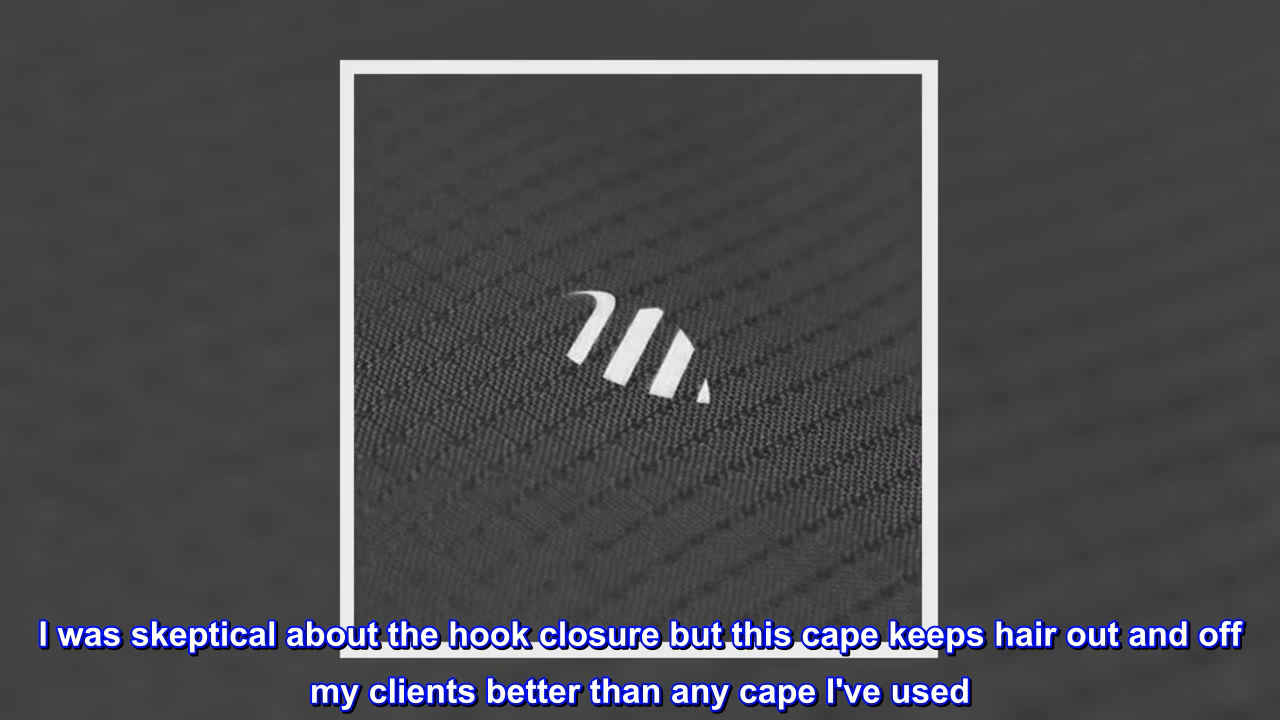 I was skeptical about the hook closure but this cape keeps hair out and off
my clients better than any cape I've used